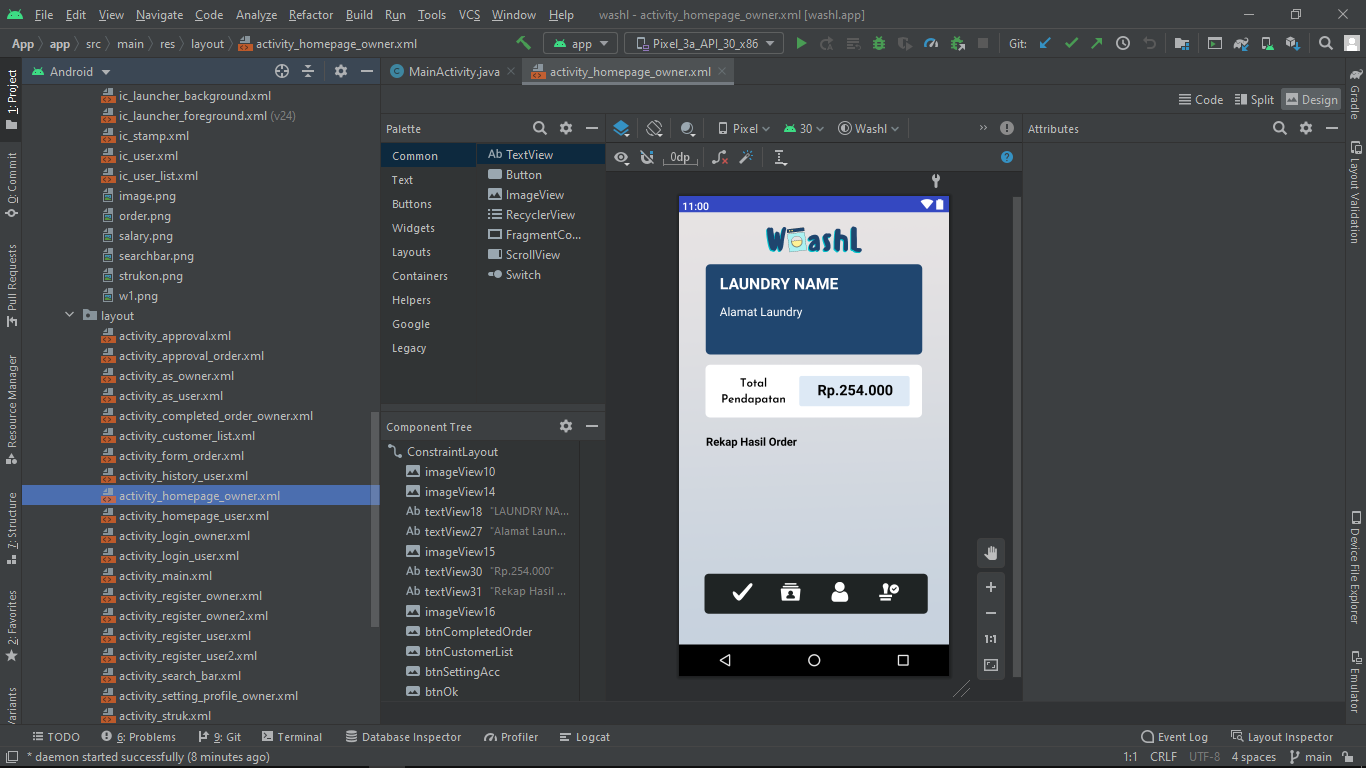 File Edit View Navigate Code Analyze Refactor Build Run Tools VCS Window Help washl - activity_homepage_owner.xml [washl.app]
App app src main res layout activity_homepage_owner.xml app Pixel_3a_API_30_x86 Git:
Android MainActivity.java activity_homepage_owner.xml
Code Split Design
1: Project
0: Commit
Pull Requests
Resource Manager
Z: Structure
2: Favorites
ariants
ic_launcher_background.xml
ic_launcher_foreground.xml (v24)
ic_stamp.xml
ic_user.xml
ic_user_list.xml
image.png
order.png
salary.png
searchbar.png
strukon.png
w1.png
layout
activity_approval.xml
activity_approval_order.xml
activity_as_owner.xml
activity_as_user.xml
activity_completed_order_owner.xml
activity_customer_list.xml
activity_form_order.xml
activity_history_user.xml
activity_homepage_owner.xml
activity_homepage_user.xml
activity_login_owner.xml
activity_login_user.xml
activity_main.xml
activity_register_owner.xml
activity_register_owner2.xml
activity_register_user.xml
activity_register_user2.xml
activity_search_bar.xml
activity_setting_profile_owner.xml
activity_struk.xml
Palette
Common
Text
Buttons
Widgets
Layouts
Containers
Helpers
Google
Legacy
Ab TextView
Button
ImageView
RecyclerView
FragmentCo...
ScrollView
Switch
Component Tree
ConstraintLayout
imageView10
imageView14
Ab textView18 "LAUNDRY NA...
Ab textView27 "Alamat Laun...
imageView15
Ab textView30 "Rp.254.000"
Ab textView31 "Rekap Hasil ...
imageView16
btnCompletedOrder
btnCustomerList
btnSettingAcc
btnOk
Pixel 30 Washl
0dp
11:00
WashL
LAUNDRY NAME
Alamat Laundry
Total
Pendapatan
Rp.254.000
Rekap Hasil Order
1:1
Attributes
Gradle
Layout Validation
Device File Explorer
Emulator
TODO 6: Problems 9: Git Terminal Database Inspector Profiler Logcat Event Log Layout Inspector
* daemon started successfully (8 minutes ago) 1:1 CRLF UTF-8 4 spaces main